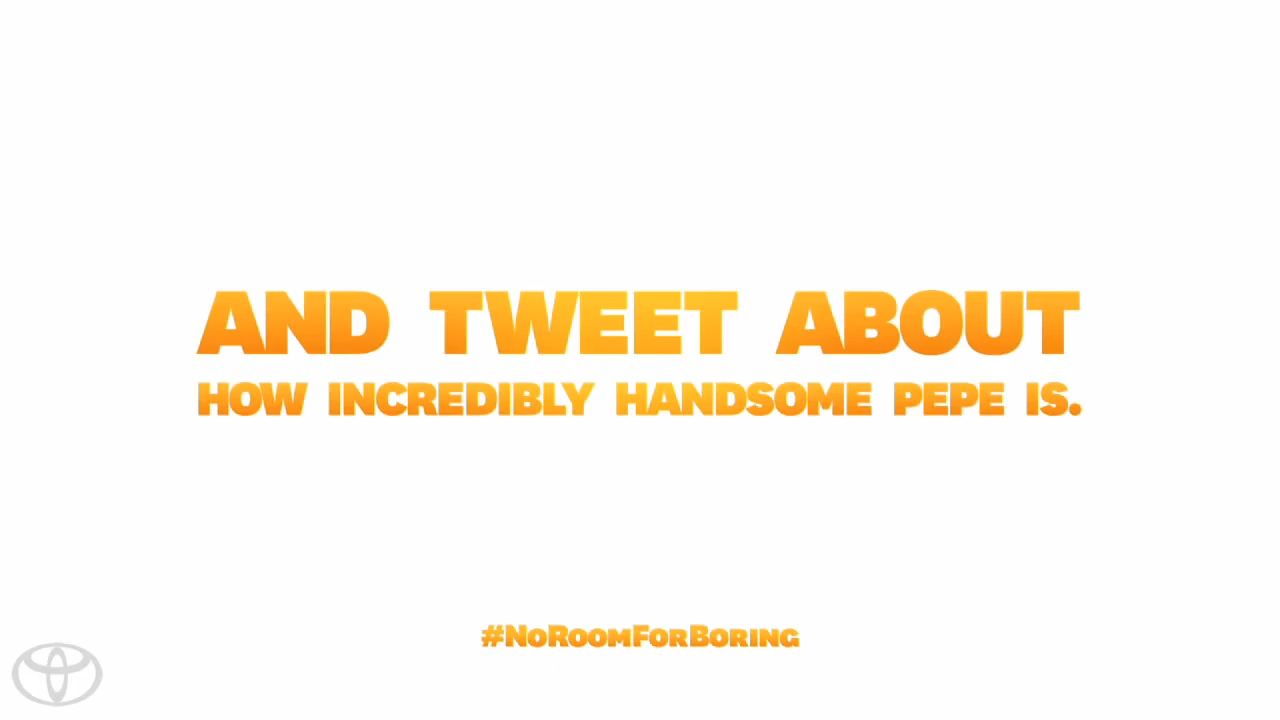 AND TWEET ABOUT
HOW INCREDIBLY HANDSOME PEPE IS.
#NoRoomForBoring